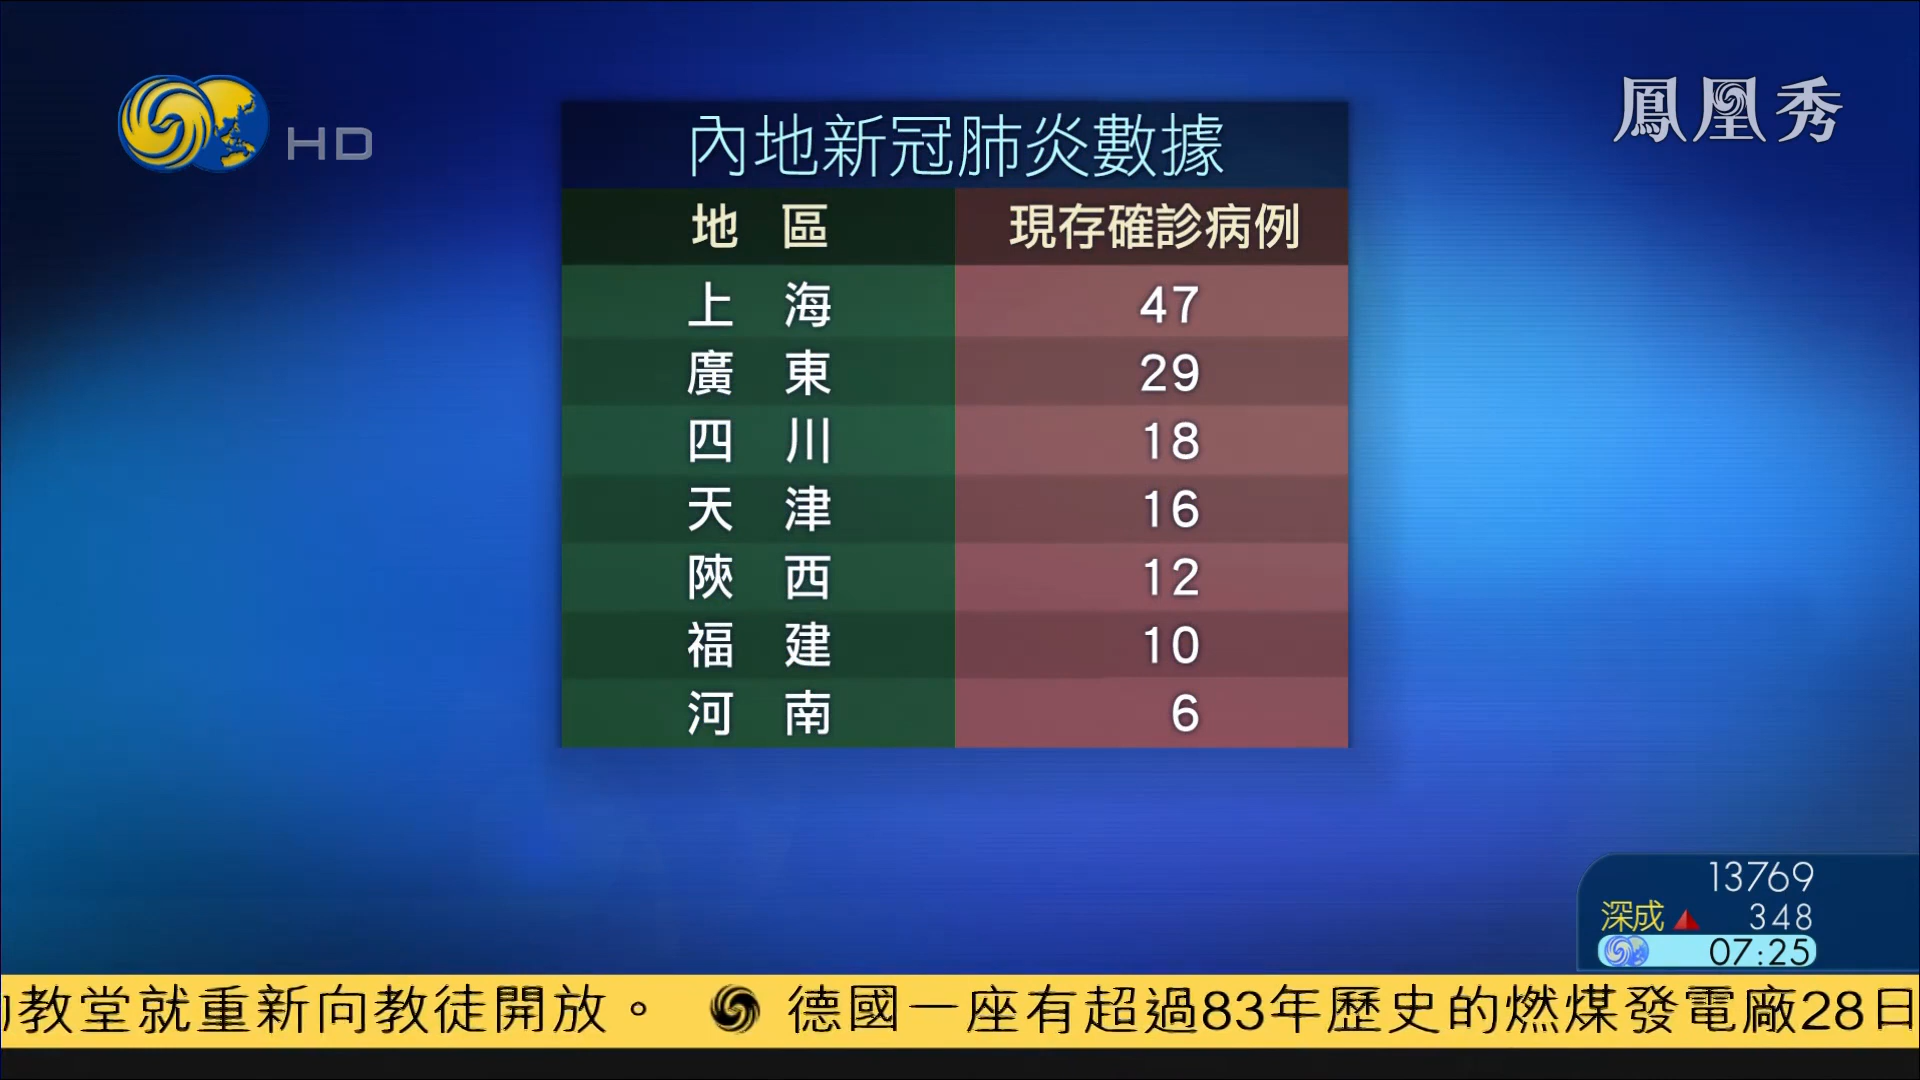 HD
鳳凰秀
內地新冠肺炎數據
地 區 現存確診病例
上 海 47
廣 東 29
四 川 18
天 津 16
陝 西 12
福 建 10
河 南 6
13769
深成 348
07:25
教堂就重新向教徒開放。 德國一座有超過83年歷史的燃煤發電廠28日